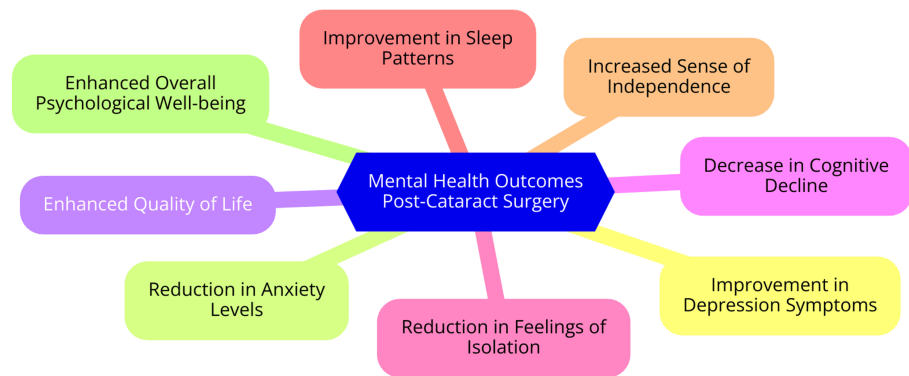 Improvement in Sleep
Patterns
Increased Sense of
Independence
Enhanced Overall
Psychological Well-being
Decrease in Cognitive
Decline
Mental Health Outcomes
Post-Cataract Surgery
Enhanced Quality of Life
Reduction in Anxiety
Levels
Improvement in
Depression Symptoms
Reduction in Feelings of
Isolation